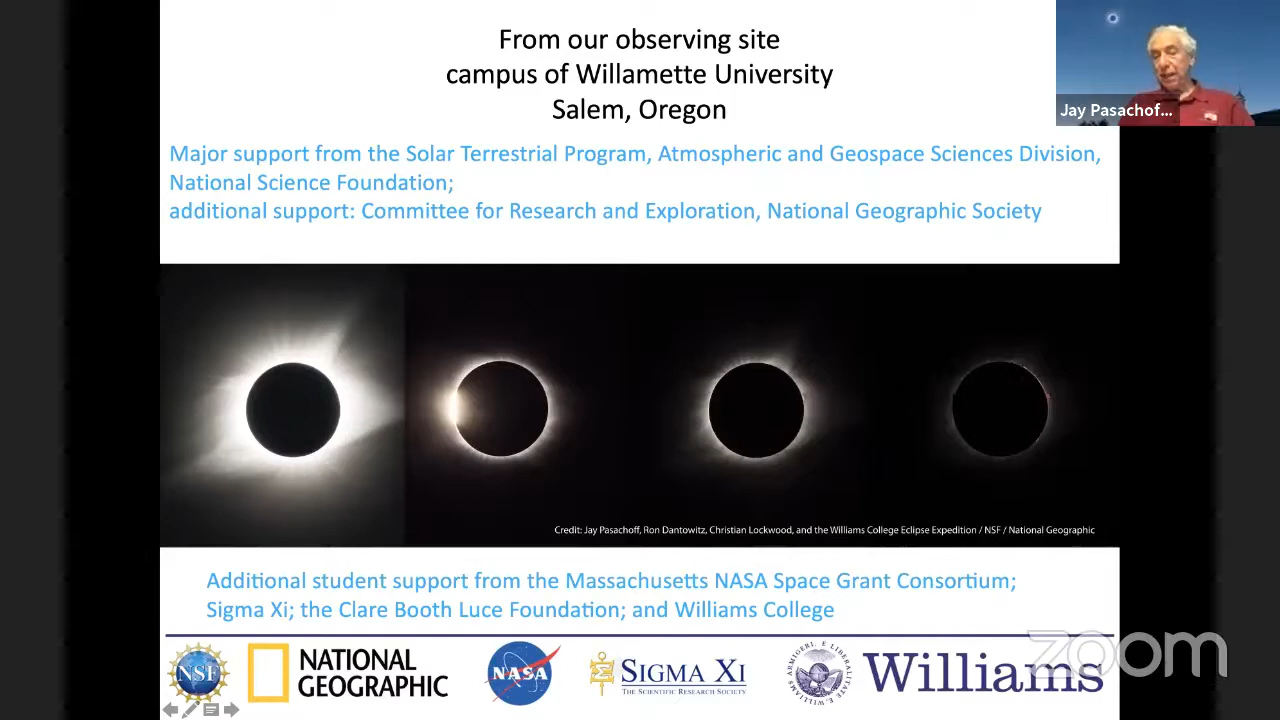 From our observing site
campus of Willamette University
Salem, Oregon
Jay Pasachof...
Major support from the Solar Terrestrial Program, Atmospheric and Geospace Sciences Division,
National Science Foundation;
additional support: Committee for Research and Exploration, National Geographic Society
Credit: Jay Pasachoff, Ron Dantowitz, Christian Lockwood, and the Williams College Eclipse Expedition / NSF / National Geographic
Additional student support from the Massachusetts NASA Space Grant Consortium;
Sigma Xi; the Clare Booth Luce Foundation; and Williams College
zoom
NSF
NATIONAL
GEOGRAPHIC
NASA
SIGMA XI
THE SCIENTIFIC RESEARCH SOCIETY
Williams